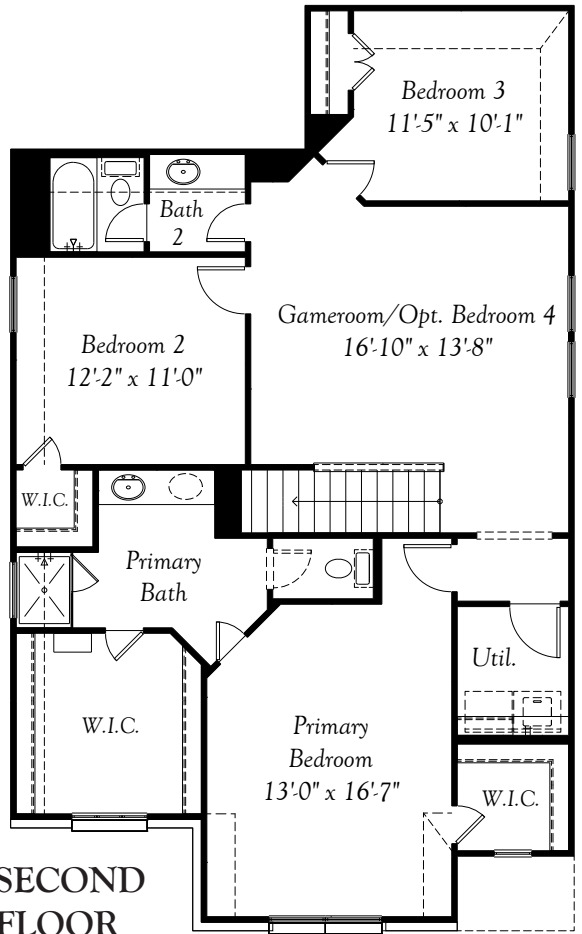 Bedroom 3
11'-5" x 10'-1"
Bath
2
Gameroom/Opt. Bedroom 4
16'-10" x 13'-8"
Bedroom 2
12'-2" x 11'-0"
W.I.C.
Primary
Bath
Util.
W.I.C.
Primary
Bedroom
13'-0" x 16'-7"
W.I.C.
SECOND
FLOOR